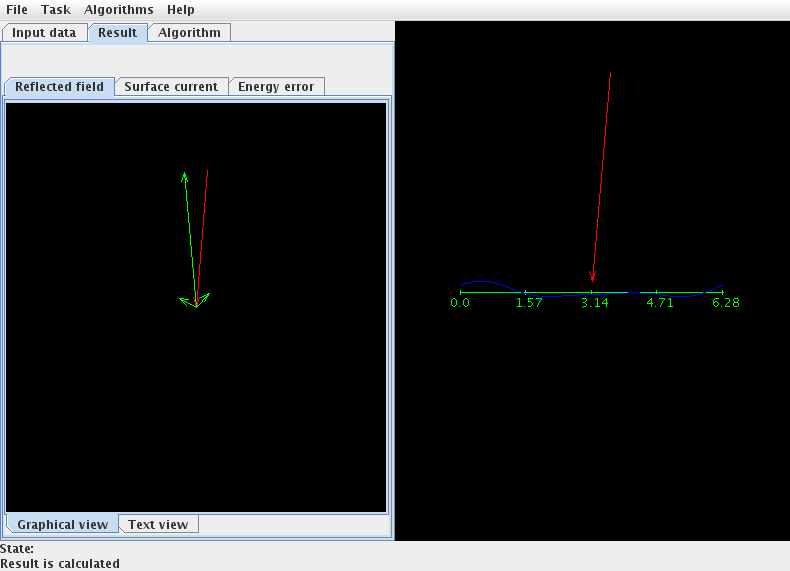 File Task Algorithms Help
Input data Result Algorithm
Reflected field Surface current Energy error
0.0 1.57 3.14 4.71 6.28
Graphical view Text view
State:
Result is calculated